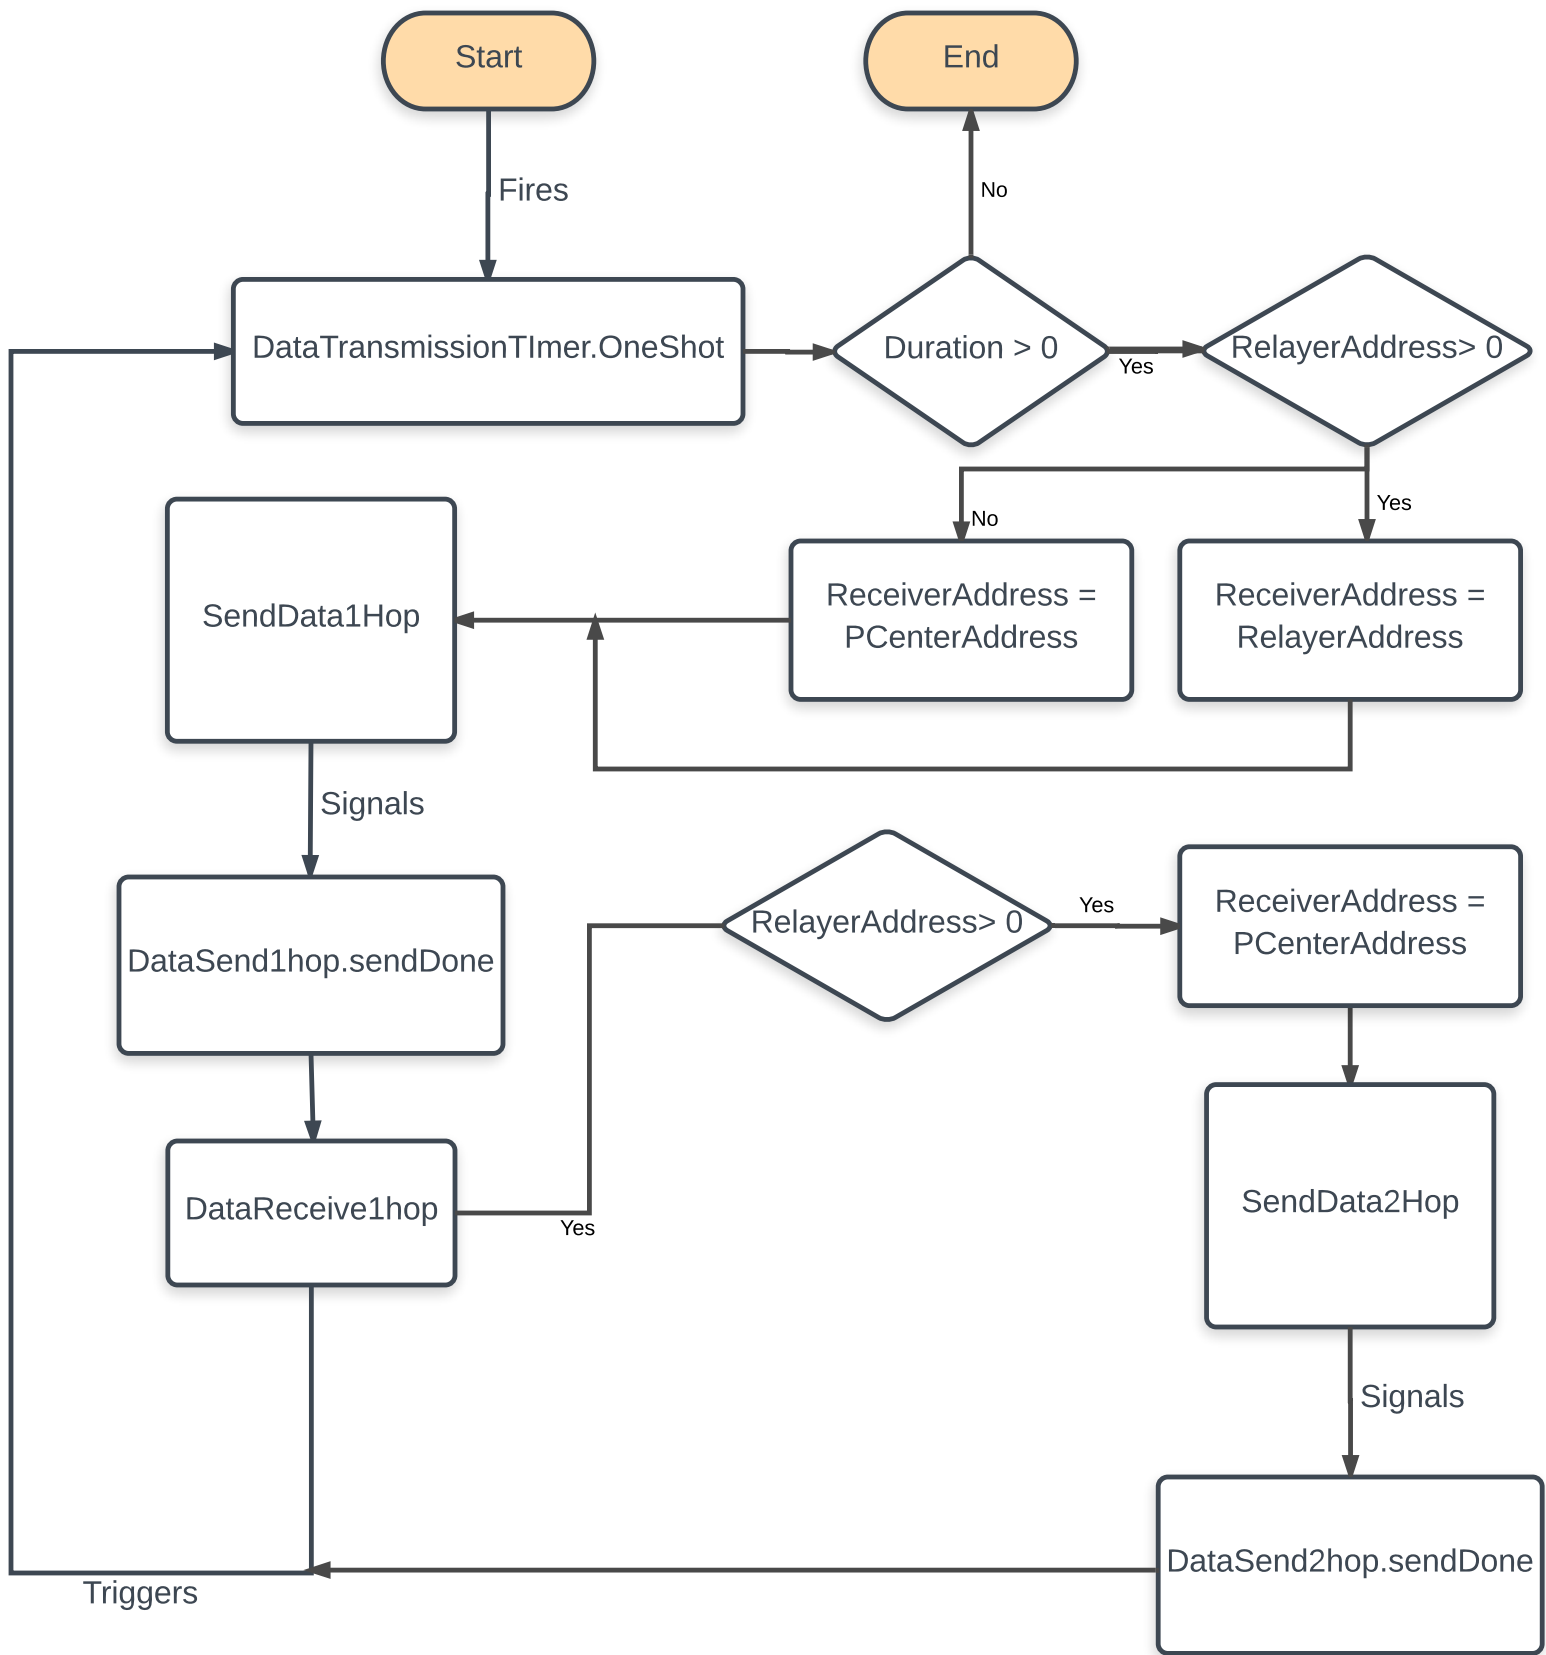 Start
End
Fires
No
DataTransmissionTImer.OneShot
Duration > 0
Yes
RelayerAddress> 0
No
Yes
SendData1Hop
ReceiverAddress =
PCenterAddress
ReceiverAddress =
RelayerAddress
Signals
DataSend1hop.sendDone
RelayerAddress> 0
Yes
ReceiverAddress =
PCenterAddress
DataReceive1hop
Yes
SendData2Hop
Signals
DataSend2hop.sendDone
Triggers